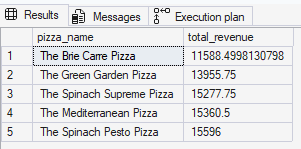 Results Messages Execution plan
pizza_name total_revenue
1 The Brie Carre Pizza 11588.4998130798
2 The Green Garden Pizza 13955.75
3 The Spinach Supreme Pizza 15277.75
4 The Mediterranean Pizza 15360.5
5 The Spinach Pesto Pizza 15596